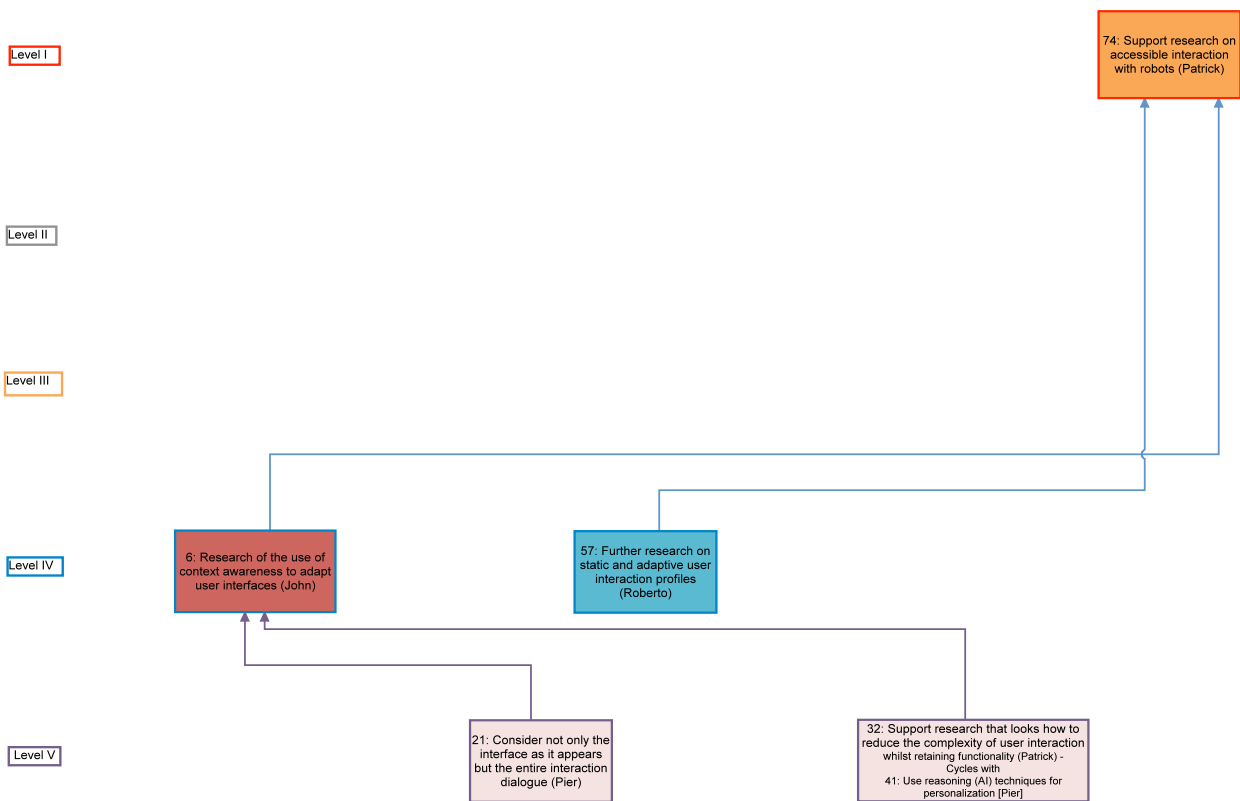 Level I
74: Support research on
accessible interaction
with robots (Patrick)
Level II
Level III
Level IV
6: Research of the use of
context awareness to adapt
user interfaces (John)
57: Further research on
static and adaptive user
interaction profiles
(Roberto)
Level V
21: Consider not only the
interface as it appears
but the entire interaction
dialogue (Pier)
32: Support research that looks how to
reduce the complexity of user interaction
whilst retaining functionality (Patrick) -
Cycles with
41: Use reasoning (AI) techniques for
personalization [Pier]